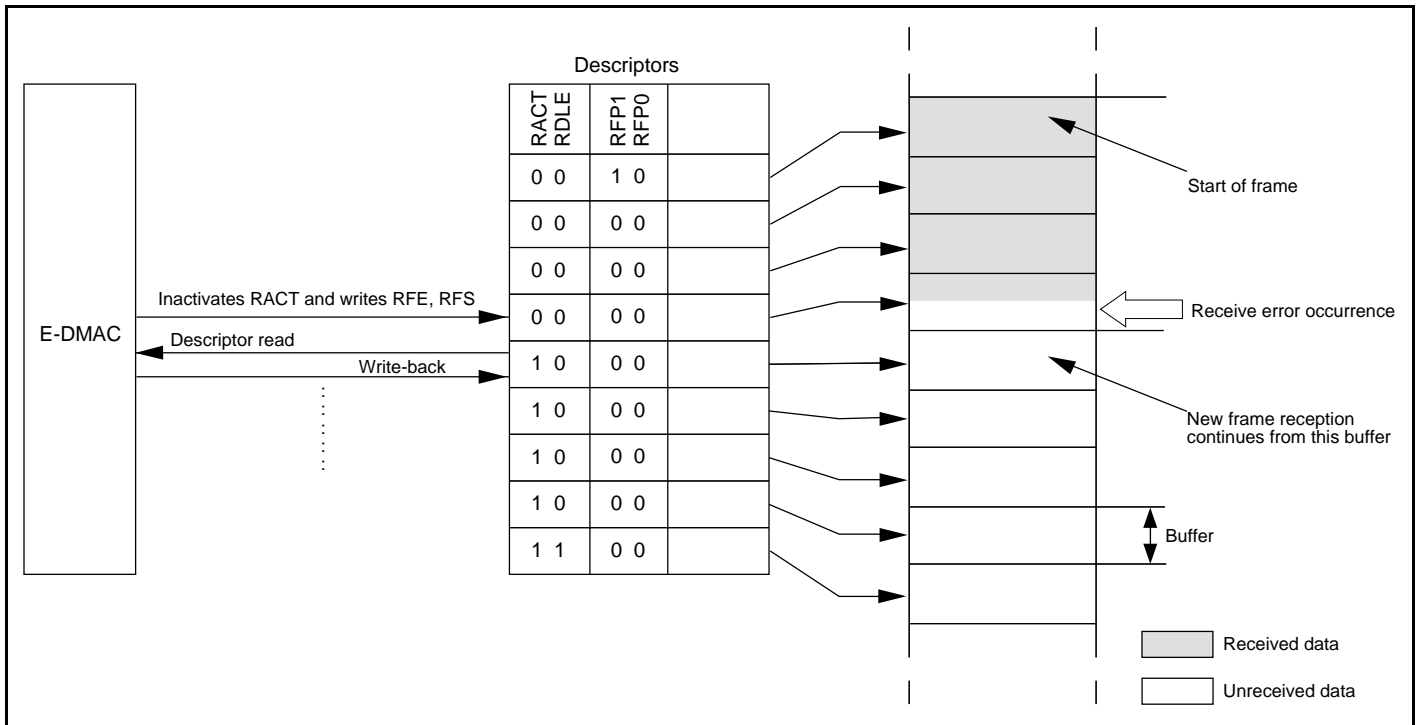 Descriptors
RACT
RDLE
RFP1
RFP0
0 0 1 0
0 0 0 0
0 0 0 0
0 0 0 0
1 0 0 0
1 0 0 0
1 0 0 0
1 0 0 0
1 1 0 0
E-DMAC
Inactivates RACT and writes RFE, RFS
Descriptor read
Write-back
Start of frame
Receive error occurrence
New frame reception
continues from this buffer
Buffer
Received data
Unreceived data